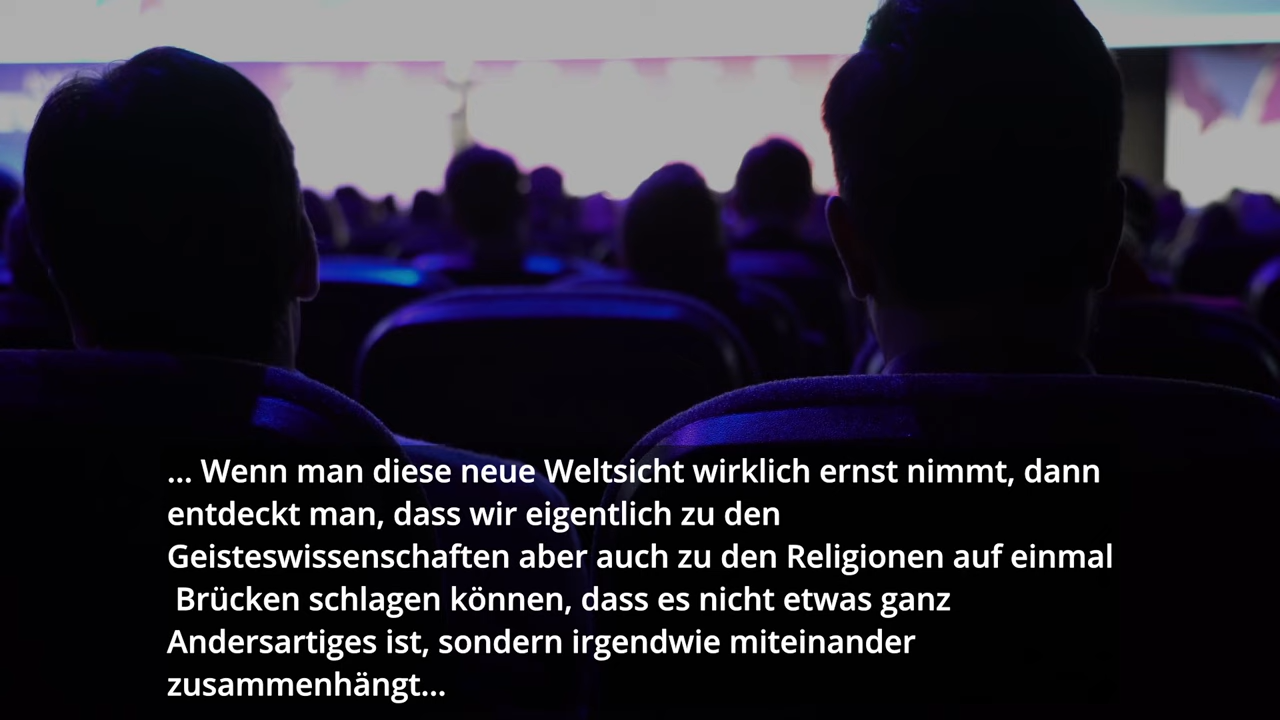 ... Wenn man diese neue Weltsicht wirklich ernst nimmt, dann
entdeckt man, dass wir eigentlich zu den
Geisteswissenschaften aber auch zu den Religionen auf einmal
Brücken schlagen können, dass es nicht etwas ganz
Andersartiges ist, sondern irgendwie miteinander
zusammenhängt...